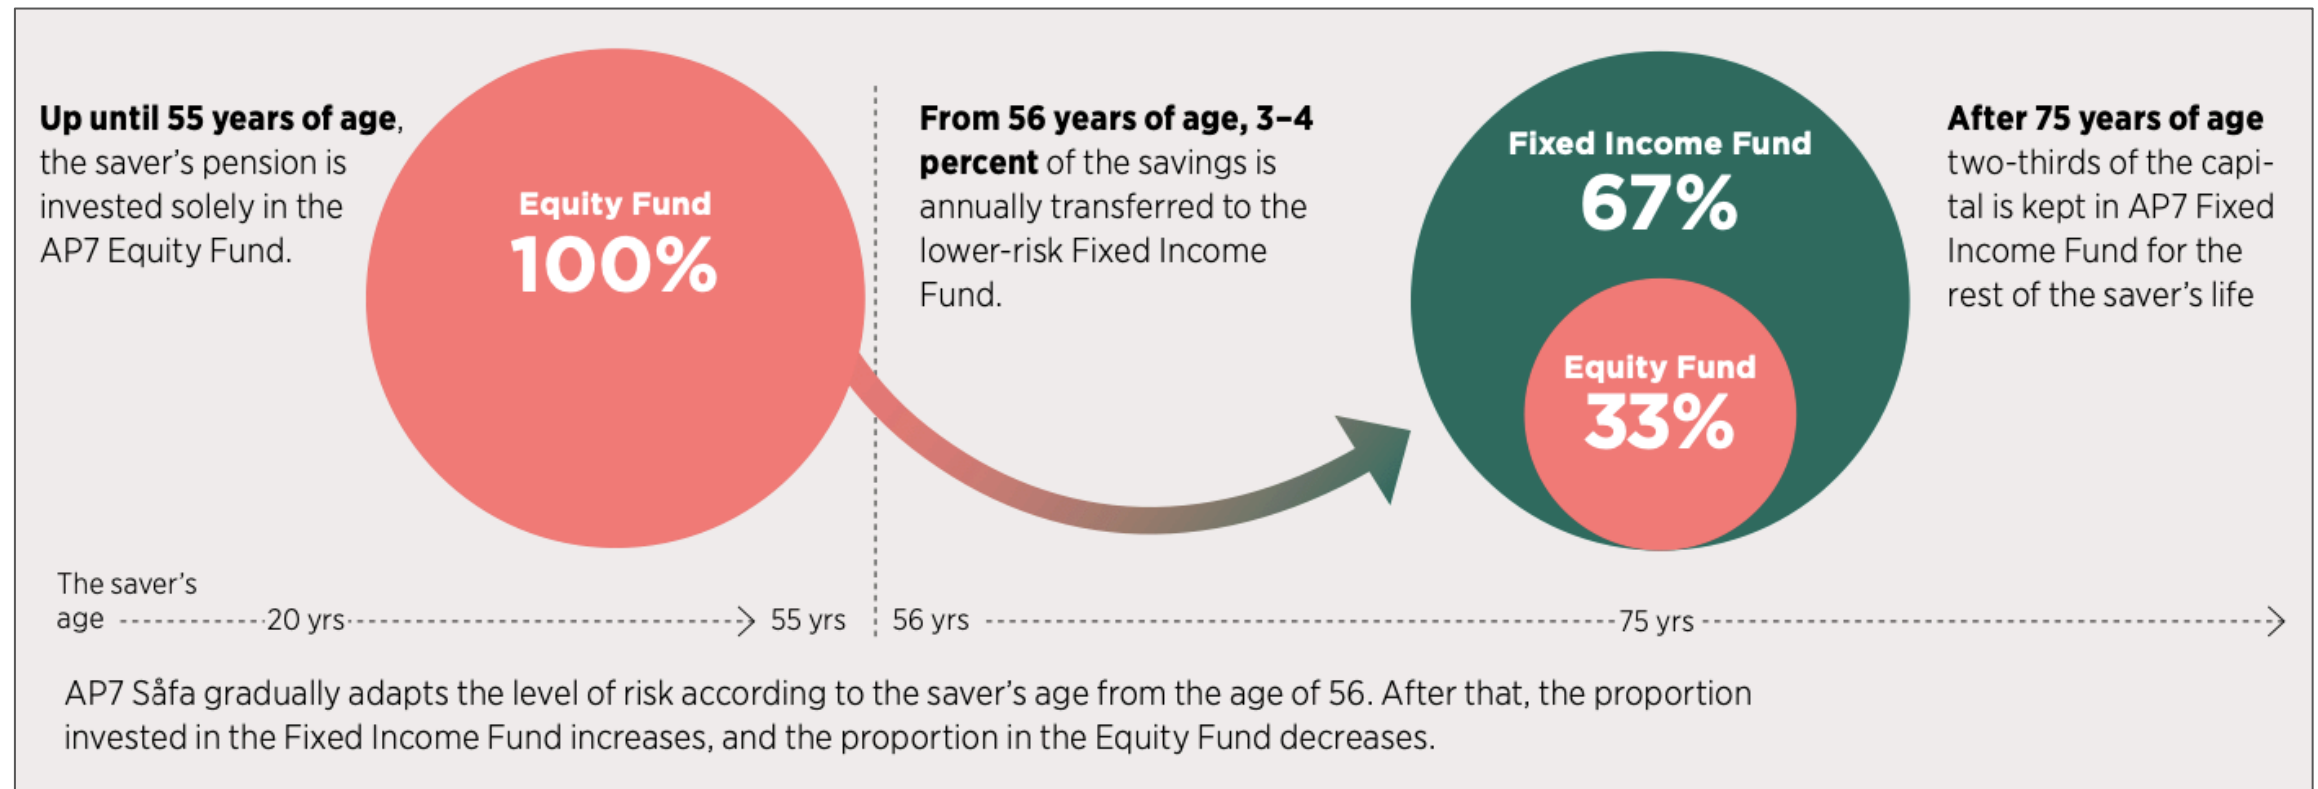 Up until 55 years of age,
the saver's pension is
invested solely in the
AP7 Equity Fund.
Equity Fund
100%
From 56 years of age, 3–4
percent of the savings is
annually transferred to the
lower-risk Fixed Income
Fund.
Fixed Income Fund
67%
Equity Fund
33%
After 75 years of age
two-thirds of the capi-
tal is kept in AP7 Fixed
Income Fund for the
rest of the saver's life
The saver's
age 20 yrs 55 yrs 56 yrs 75 yrs
AP7 Såfa gradually adapts the level of risk according to the saver's age from the age of 56. After that, the proportion
invested in the Fixed Income Fund increases, and the proportion in the Equity Fund decreases.